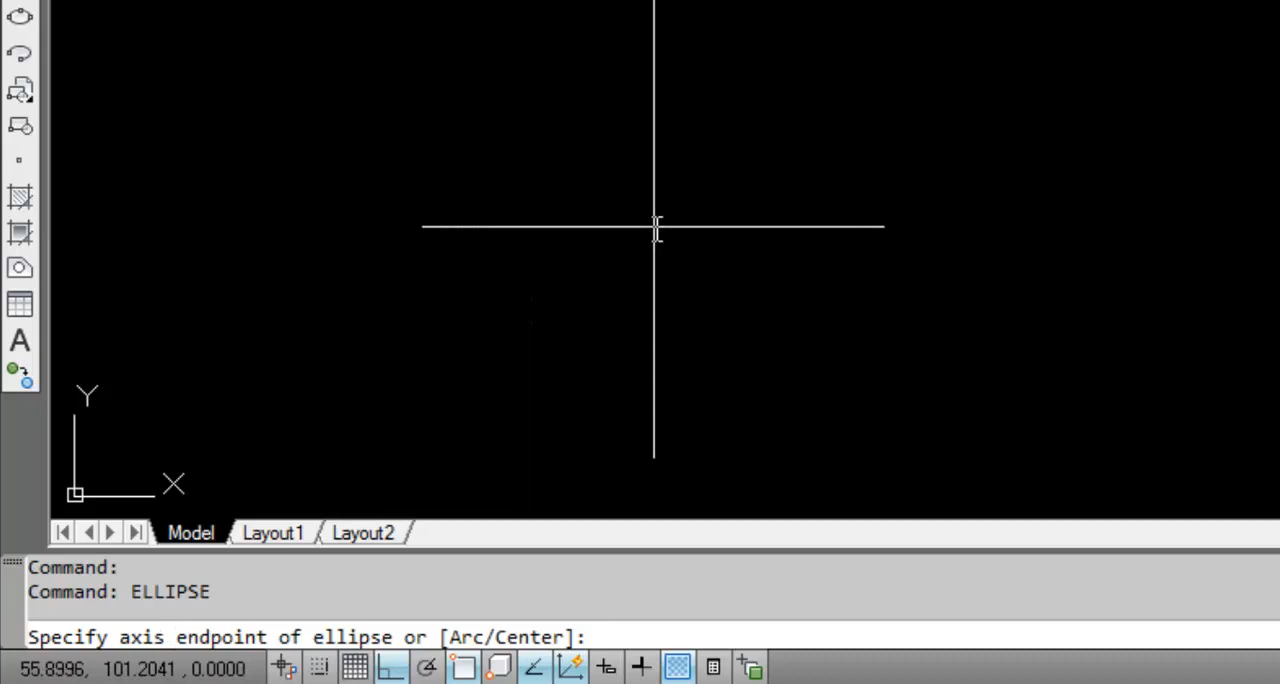 A
Y
X
Model Layout1 Layout2
Command:
Command: ELLIPSE
Specify axis endpoint of ellipse or [Arc/Center]:
55.8996, 101.2041 , 0.0000